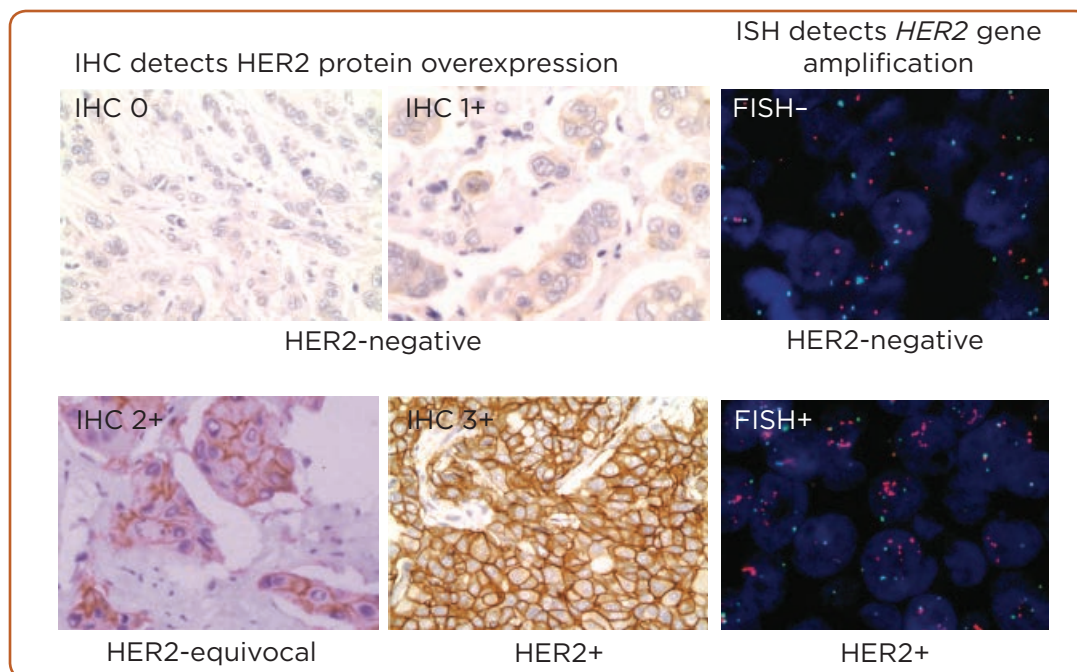 IHC detects HER2 protein overexpression
ISH detects HER2 gene
amplification
IHC 0
IHC 1+
FISH–
HER2-negative
HER2-negative
IHC 2+
IHC 3+
FISH+
HER2-equivocal
HER2+
HER2+